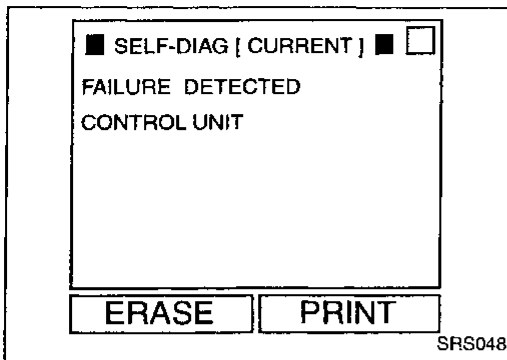 ■ SELF-DIAG [ CURRENT ] ■ □
FAILURE DETECTED
CONTROL UNIT
ERASE PRINT
SRS048